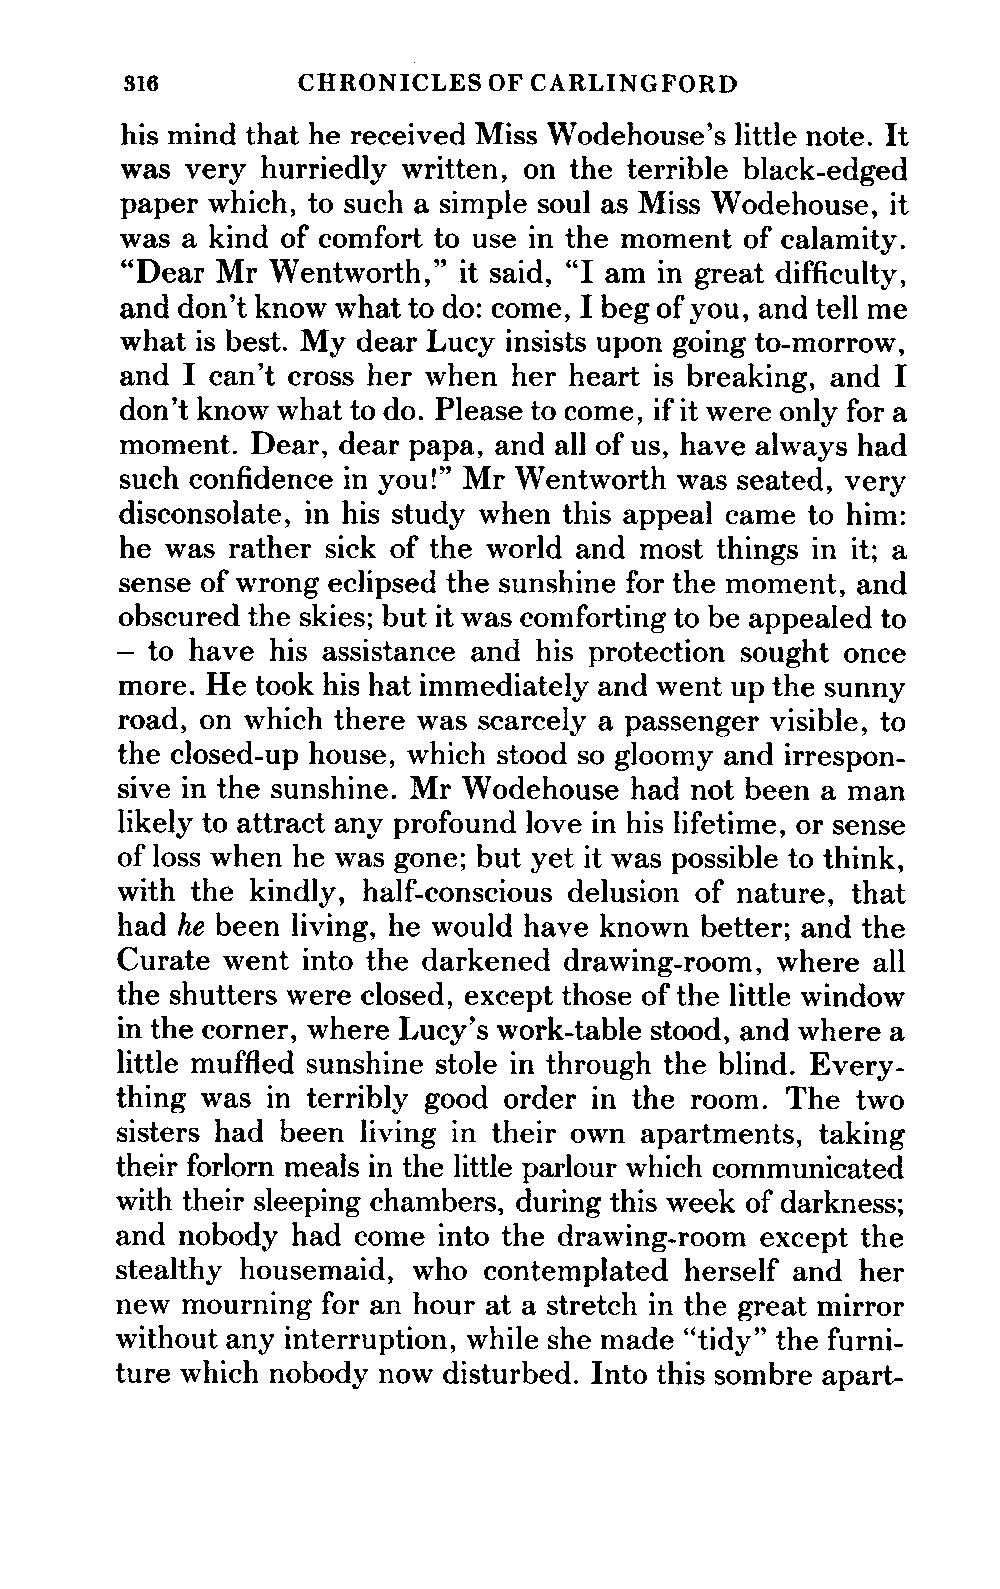 316 CHRONICLES OF CARLINGFORD
his mind that he received Miss Wodehouse's little note. It
was very hurriedly written, on the terrible black-edged
paper which, to such a simple soul as Miss Wodehouse, it
was a kind of comfort to use in the moment of calamity.
“Dear Mr Wentworth,” it said, “I am in great difficulty,
and don't know what to do: come, I beg of you, and tell me
what is best. My dear Lucy insists upon going to-morrow,
and I can't cross her when her heart is breaking, and I
don't know what to do. Please to come, if it were only for a
moment. Dear, dear papa, and all of us, have always had
such confidence in you!” Mr Wentworth was seated, very
disconsolate, in his study when this appeal came to him:
he was rather sick of the world and most things in it; a
sense of wrong eclipsed the sunshine for the moment, and
obscured the skies; but it was comforting to be appealed to
– to have his assistance and his protection sought once
more. He took his hat immediately and went up the sunny
road, on which there was scarcely a passenger visible, to
the closed-up house, which stood so gloomy and irrespon-
sive in the sunshine. Mr Wodehouse had not been a man
likely to attract any profound love in his lifetime, or sense
of loss when he was gone; but yet it was possible to think,
with the kindly, half-conscious delusion of nature, that
had he been living, he would have known better; and the
Curate went into the darkened drawing-room, where all
the shutters were closed, except those of the little window
in the corner, where Lucy's work-table stood, and where a
little muffled sunshine stole in through the blind. Every-
thing was in terribly good order in the room. The two
sisters had been living in their own apartments, taking
their forlorn meals in the little parlour which communicated
with their sleeping chambers, during this week of darkness;
and nobody had come into the drawing-room except the
stealthy housemaid, who contemplated herself and her
new mourning for an hour at a stretch in the great mirror
without any interruption, while she made “tidy” the furni-
ture which nobody now disturbed. Into this sombre apart-